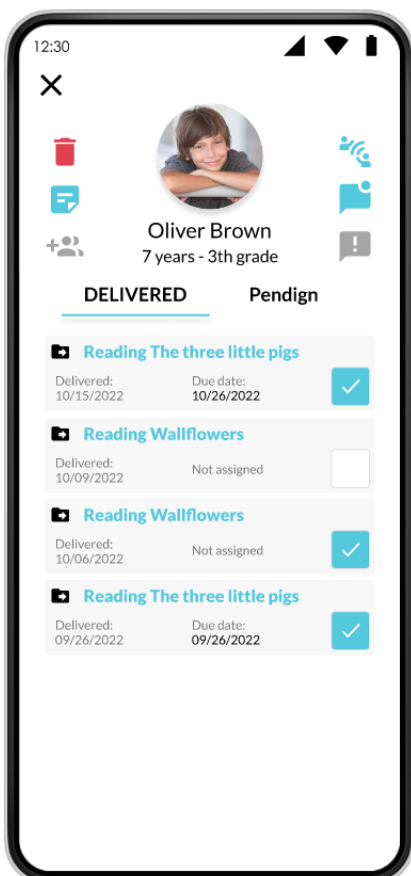 12:30
Oliver Brown
7 years - 3th grade
DELIVERED Pendign
Reading The three little pigs
Delivered: Due date:
10/15/2022 10/26/2022
Reading Wallflowers
Delivered:
10/09/2022 Not assigned
Reading Wallflowers
Delivered:
10/06/2022 Not assigned
Reading The three little pigs
Delivered: Due date:
09/26/2022 09/26/2022